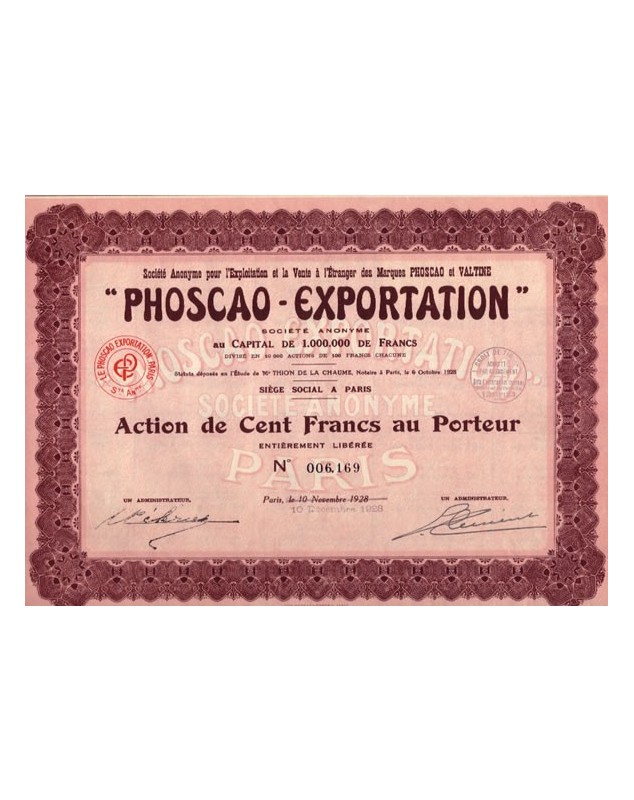 Société Anonyme pour l'Exploitation et la Vente à l'Étranger des Marques PHOSCAO et VALTINE
"PHOSCAO - EXPORTATION"
SOCIÉTÉ ANONYME
au CAPITAL DE 1.000.000 DE FRANCS
DIVISÉ EN 10.000 ACTIONS DE 100 FRANCS CHACUNE
Statuts déposés en l'Étude de Me THION DE LA CHAUME, Notaire à Paris, le 6 Octobre 1928
SIÈGE SOCIAL A PARIS
LE PHOSCAO EXPORTATION PARIS
Sté ANme
SOCIÉTÉ ANONYME
Action de Cent Francs au Porteur
ENTIÈREMENT LIBÉRÉE
PARIS
N° 006,169
UN ADMINISTRATEUR,
Paris, le 10 Novembre 1928
UN ADMINISTRATEUR,
10 Décembre 1928